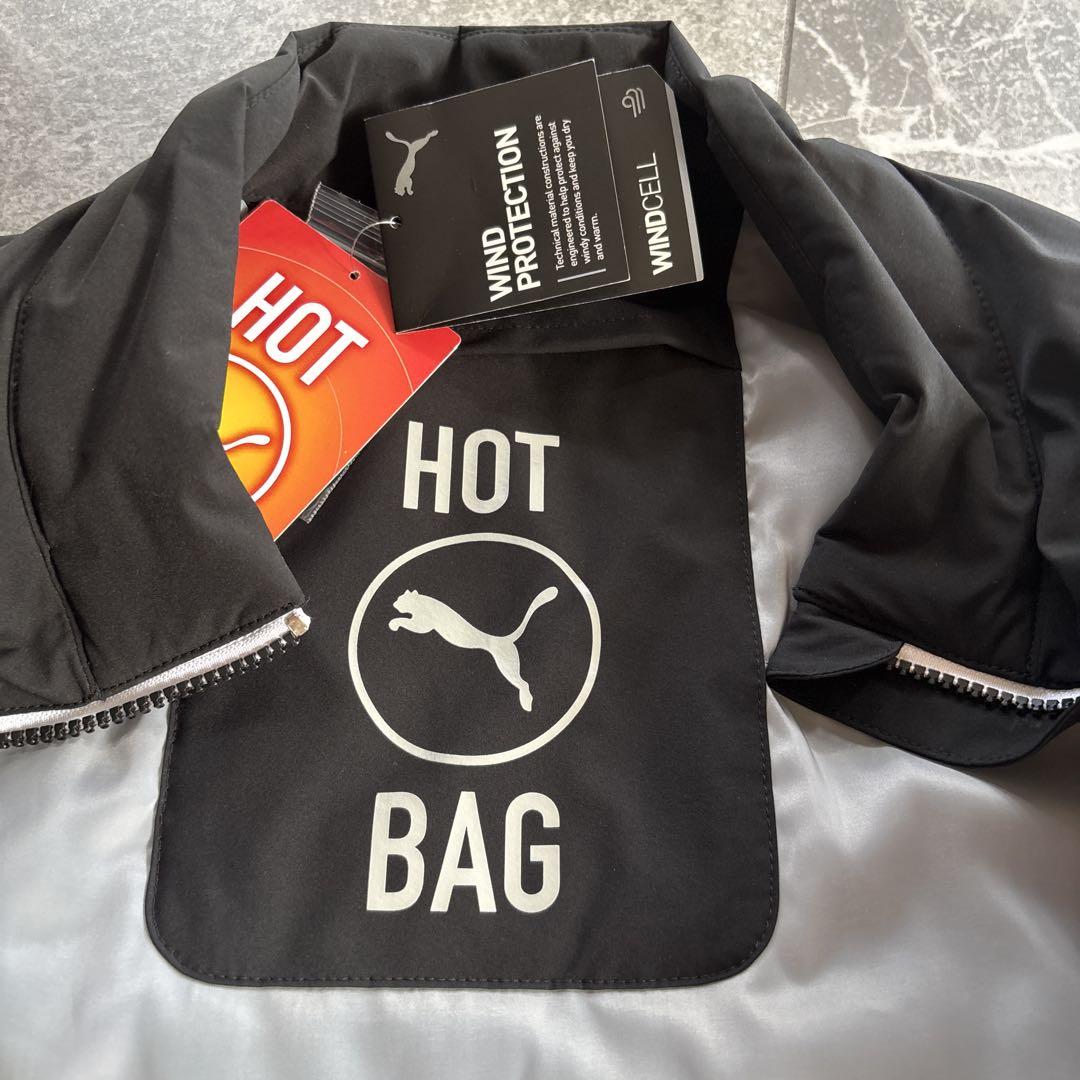 WIND
PROTECTION
Technical material constructions are
engineered to help protect against
windy conditions and keep you dry
and warm.
WINDCELL
HOT
HOT
BAG